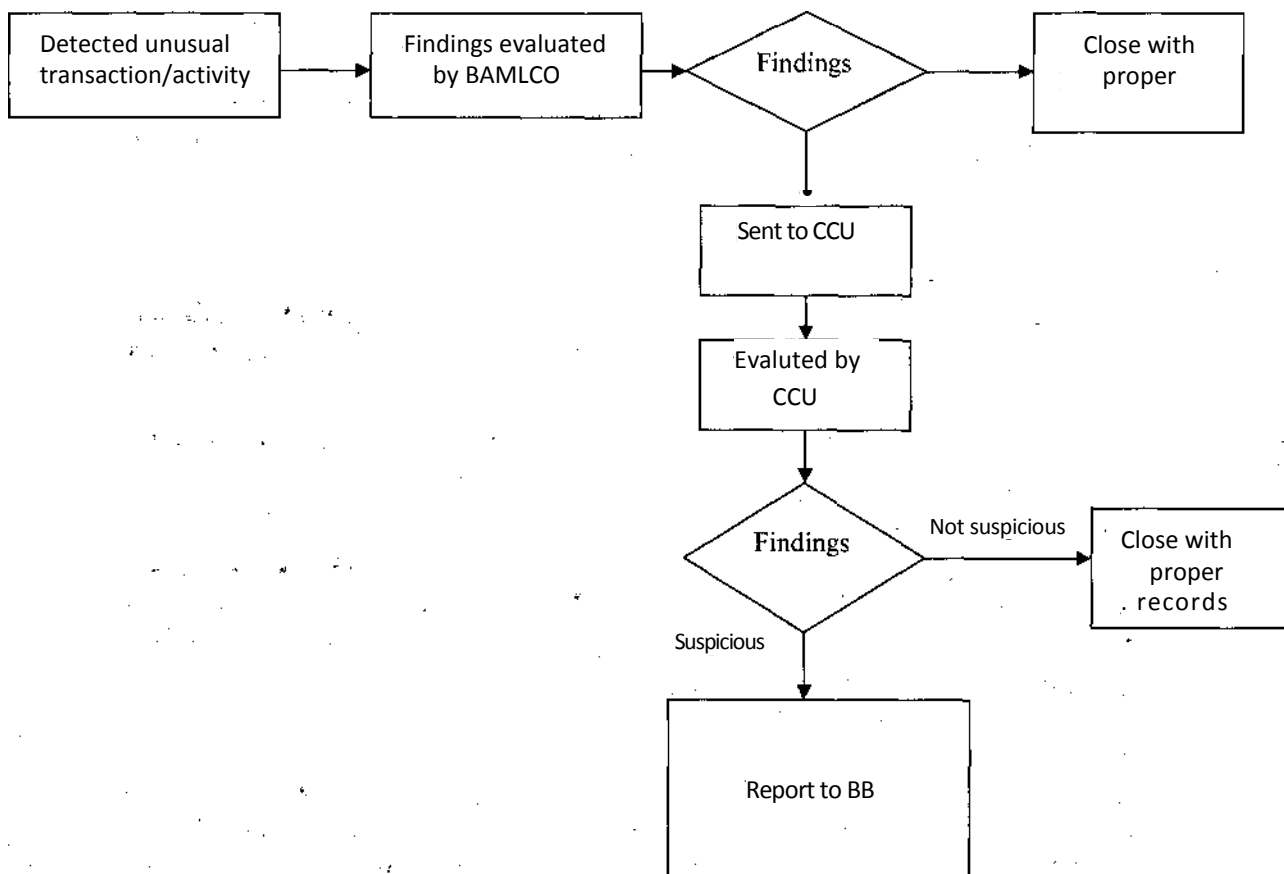 Detected unusual
transaction/activity
Findings evaluated
by BAMLCO
Findings
Close with
proper
Sent to CCU
Evaluted by
CCU
Findings
Not suspicious
Close with
proper
. records
Suspicious
Report to BB